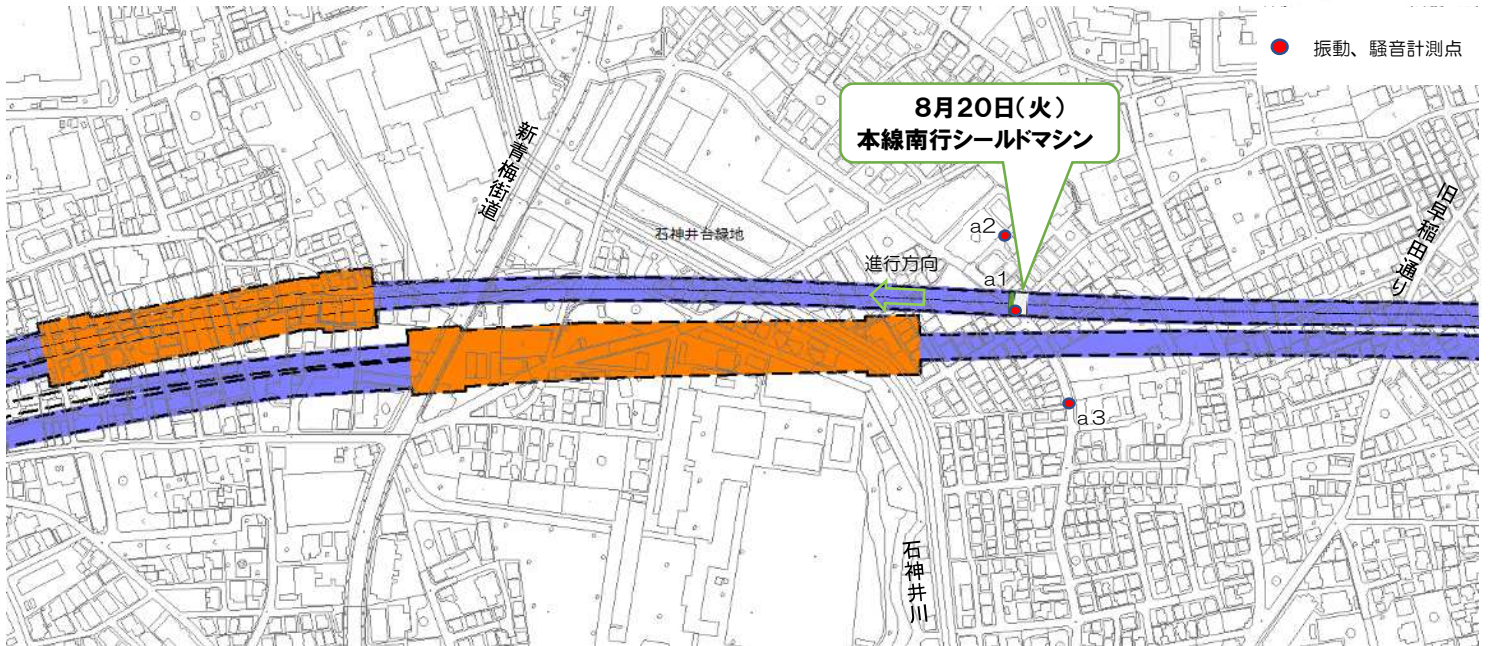 振動、騒音計測点
8月20日(火)
本線南行シールドマシン
新青梅街道
旧早稲田通り
石神井台緑地
a2
進行方向
a1
a3
石神井川